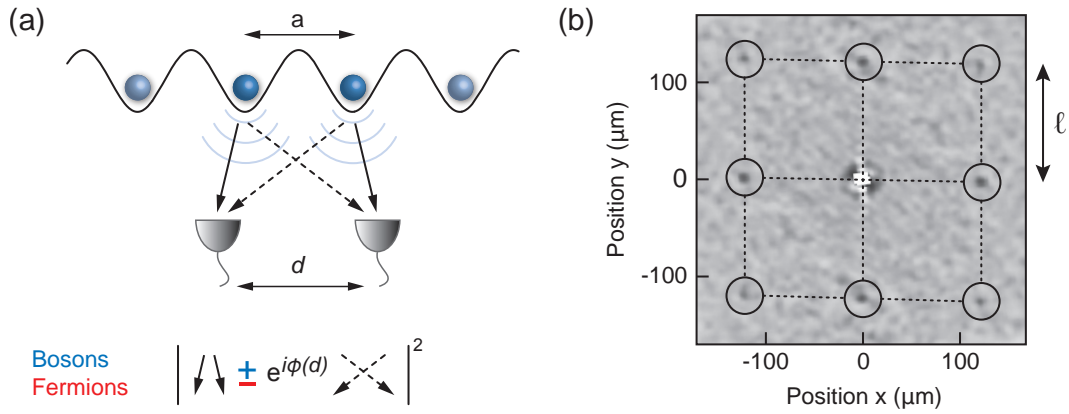 (a)
a
d
Bosons
Fermions
± e^{iφ(d)}
2
(b)
Position y (μm)
100
0
-100
-100
0
100
Position x (μm)
ℓ